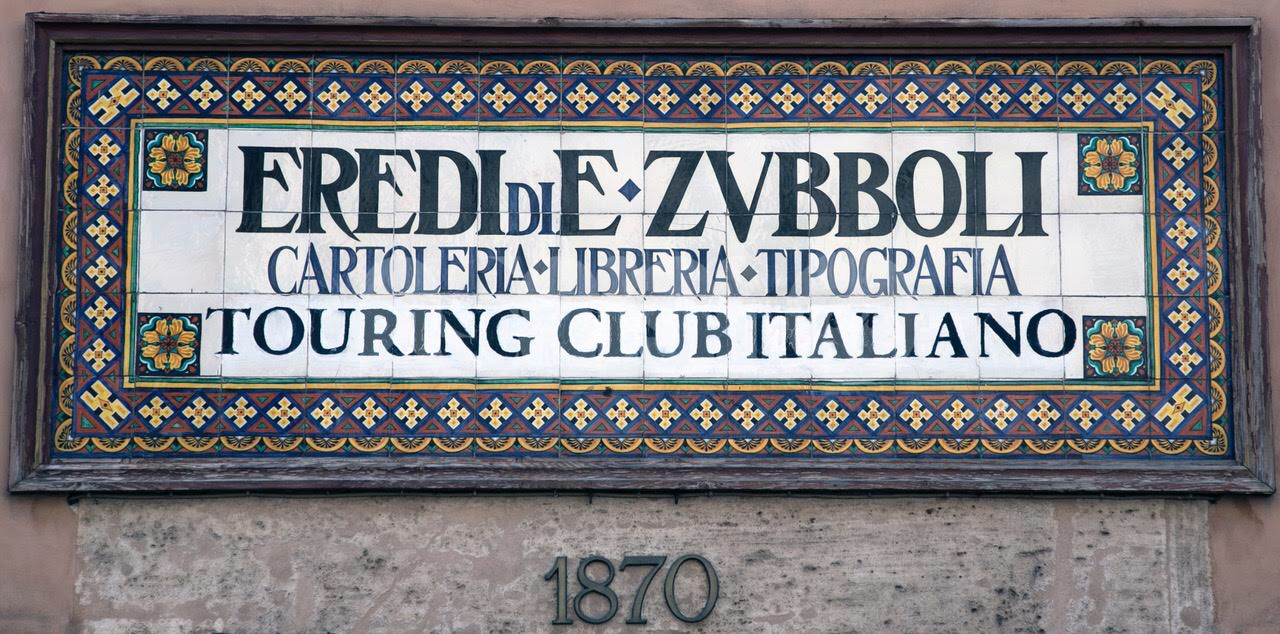 EREDI DI E·ZVBBOLI
CARTOLERIA·LIBRERIA·TIPOGRAFIA
TOURING CLUB ITALIANO
1870